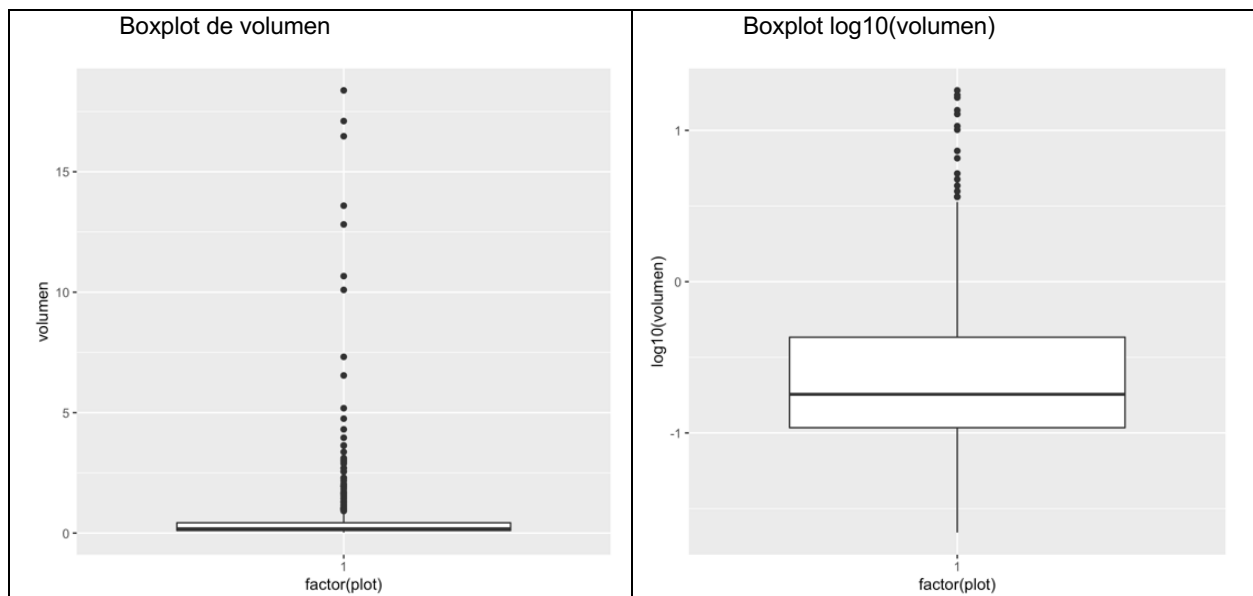 Boxplot de volumen
15
10
5
0
volumen
1
factor(plot)
Boxplot log10(volumen)
1
0
-1
log10(volumen)
1
factor(plot)